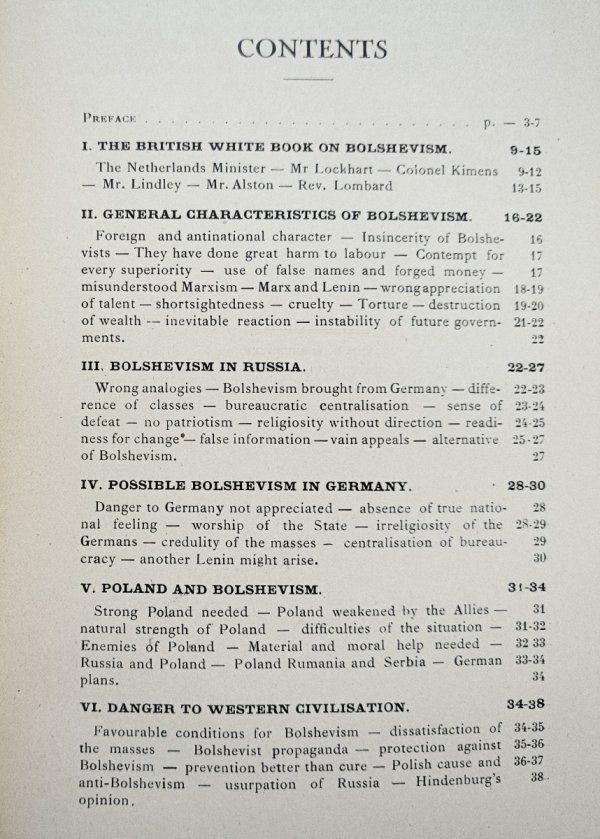 CONTENTS
PREFACE . . . . . . . . . . . . . . . . . . . . . . . . . . p. — 3-7
I. THE BRITISH WHITE BOOK ON BOLSHEVISM. 9-15
The Netherlands Minister — Mr Lockhart — Colonel Kimens 9-12
— Mr. Lindley — Mr. Alston — Rev. Lombard 13-15
II. GENERAL CHARACTERISTICS OF BOLSHEVISM. 16-22
Foreign and antinational character — Insincerity of Bolshe- 16
vists — They have done great harm to labour — Contempt for 17
every superiority — use of false names and forged money — 17
misunderstood Marxism — Marx and Lenin — wrong appreciation 18-19
of talent — shortsightedness — cruelty — Torture — destruction 19-20
of wealth — inevitable reaction — instability of future govern- 21-22
ments. 22
III. BOLSHEVISM IN RUSSIA. 22-27
Wrong analogies — Bolshevism brought from Germany — diffe- 22-23
rence of classes — bureaucratic centralisation — sense of 23-24
defeat — no patriotism — religiosity without direction — readi- 24-25
ness for change — false information — vain appeals — alternative 25-27
of Bolshevism. 27
IV. POSSIBLE BOLSHEVISM IN GERMANY. 28-30
Danger to Germany not appreciated — absence of true natio- 28
nal feeling — worship of the State — irreligiosity of the 28-29
Germans — credulity of the masses — centralisation of bureau- 29
cracy — another Lenin might arise. 30
V. POLAND AND BOLSHEVISM. 31-34
Strong Poland needed — Poland weakened by the Allies — 31
natural strength of Poland — difficulties of the situation — 31-32
Enemies of Poland — Material and moral help needed — 32 33
Russia and Poland — Poland Rumania and Serbia — German 33-34
plans. 34
VI. DANGER TO WESTERN CIVILISATION. 34-38
Favourable conditions for Bolshevism — dissatisfaction of 34-35
the masses — Bolshevist propaganda — protection against 35-36
Bolshevism — prevention better than cure — Polish cause and 36-37
anti-Bolshevism — usurpation of Russia — Hindenburg's 38
opinion.